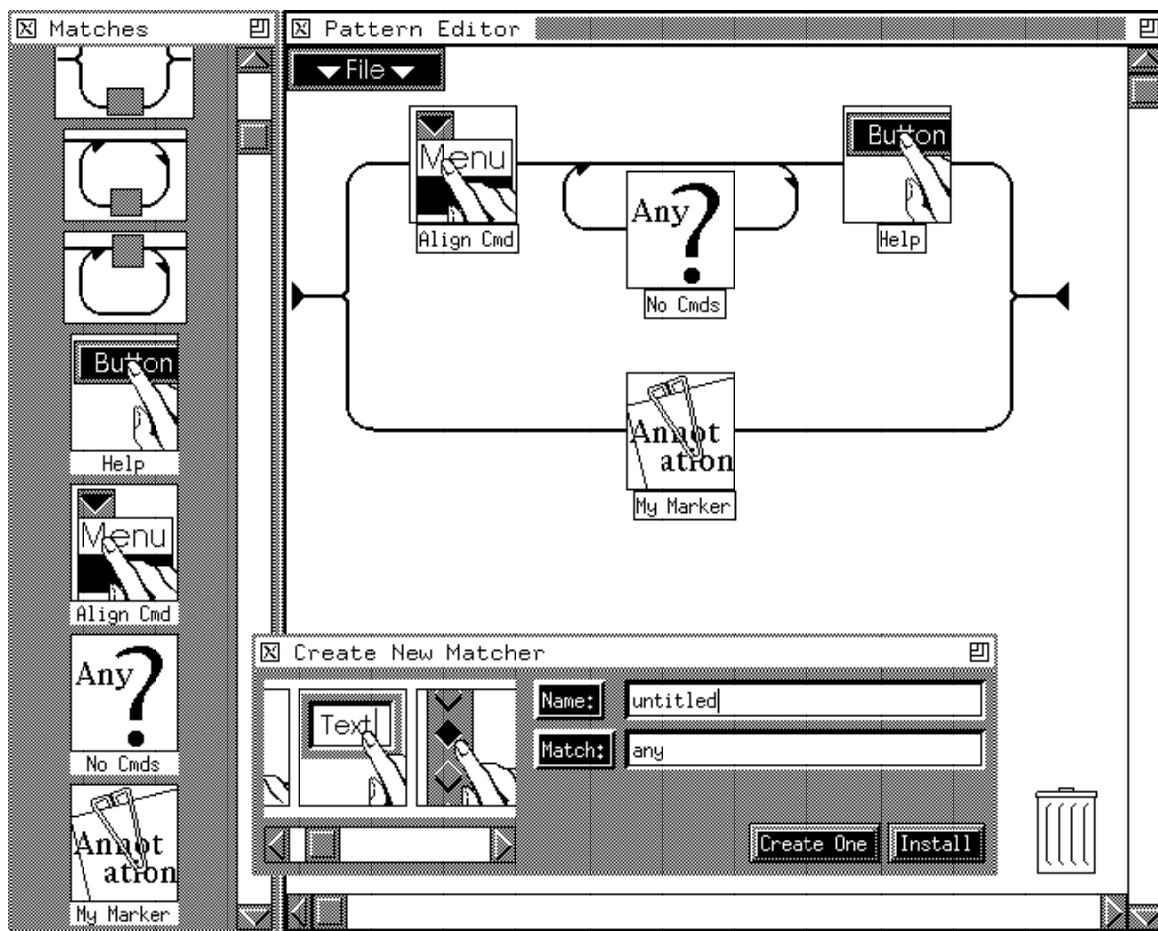 Matches
Button
Help
Menu
Align Cmd
Any?
No Cmds
Annot
ation
My Marker
Pattern Editor
File
Menu
Align Cmd
Any?
No Cmds
Button
Help
Annot
ation
My Marker
Create New Matcher
Text
Name:
untitled
Match:
any
Create One
Install